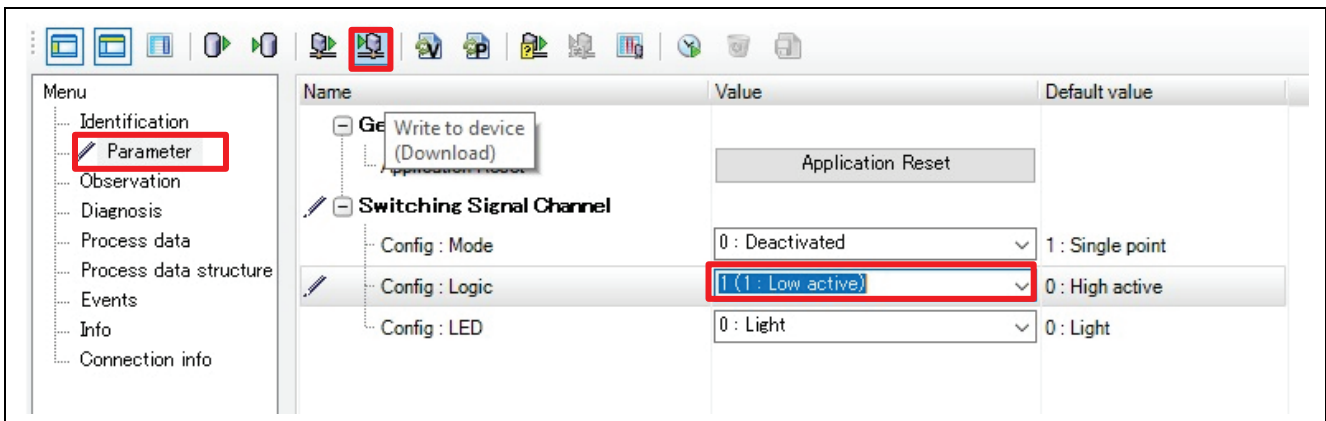 Menu
Identification
Parameter
Observation
Diagnosis
Process data
Process data structure
Events
Info
Connection info
Name Value Default value
Ge
Write to device
(Download)
Application Reset
Switching Signal Channel
Config : Mode 0 : Deactivated 1 : Single point
Config : Logic 1 (1 : Low active) 0 : High active
Config : LED 0 : Light 0 : Light